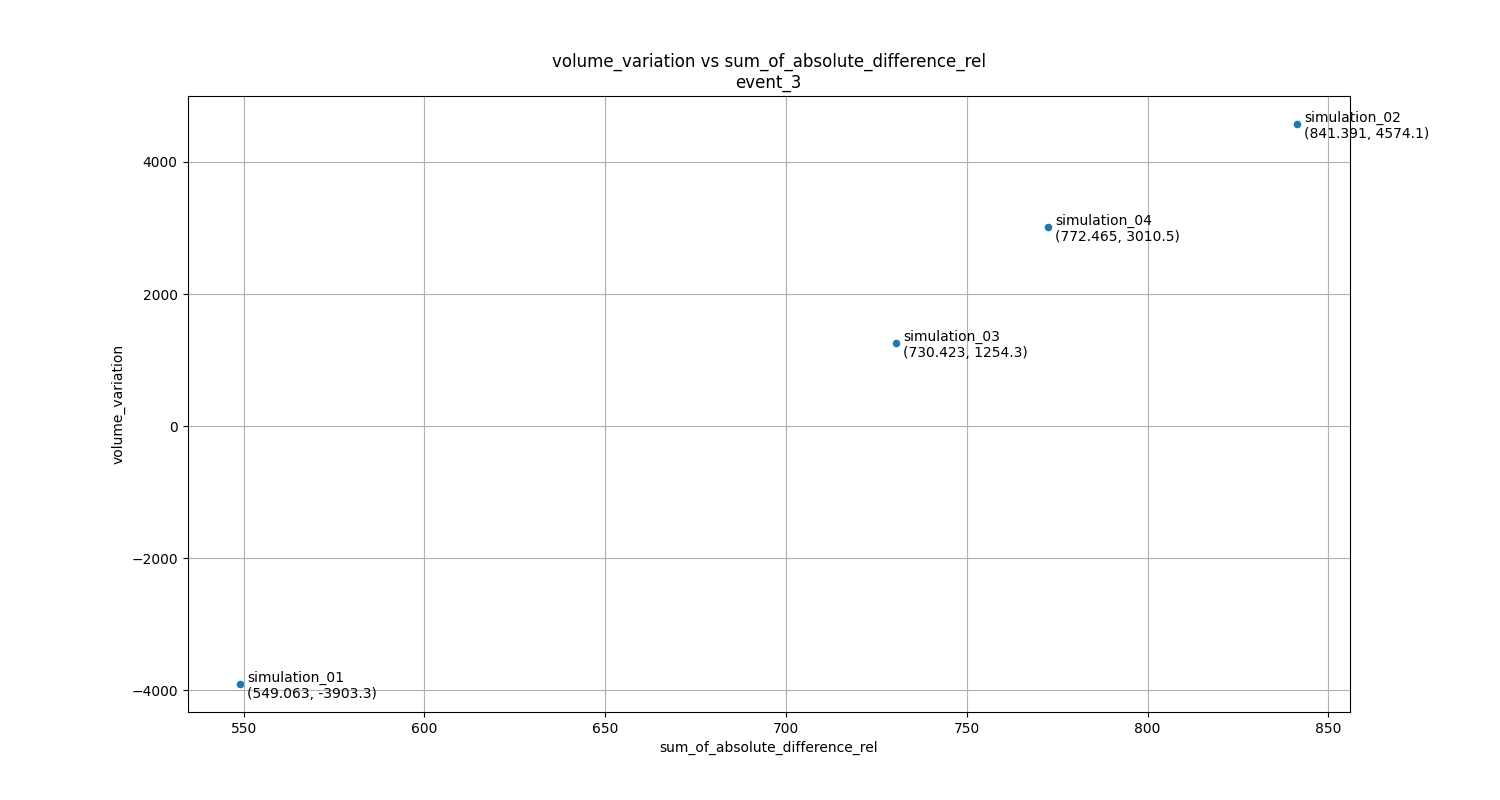 volume_variation vs sum_of_absolute_difference_rel
event_3
simulation_02
(841.391, 4574.1)
4000
simulation_04
(772.465, 3010.5)
2000
simulation_03
(730.423, 1254.3)
volume_variation
0
−2000
simulation_01
(549.063, -3903.3)
−4000
550 600 650 700 750 800 850
sum_of_absolute_difference_rel